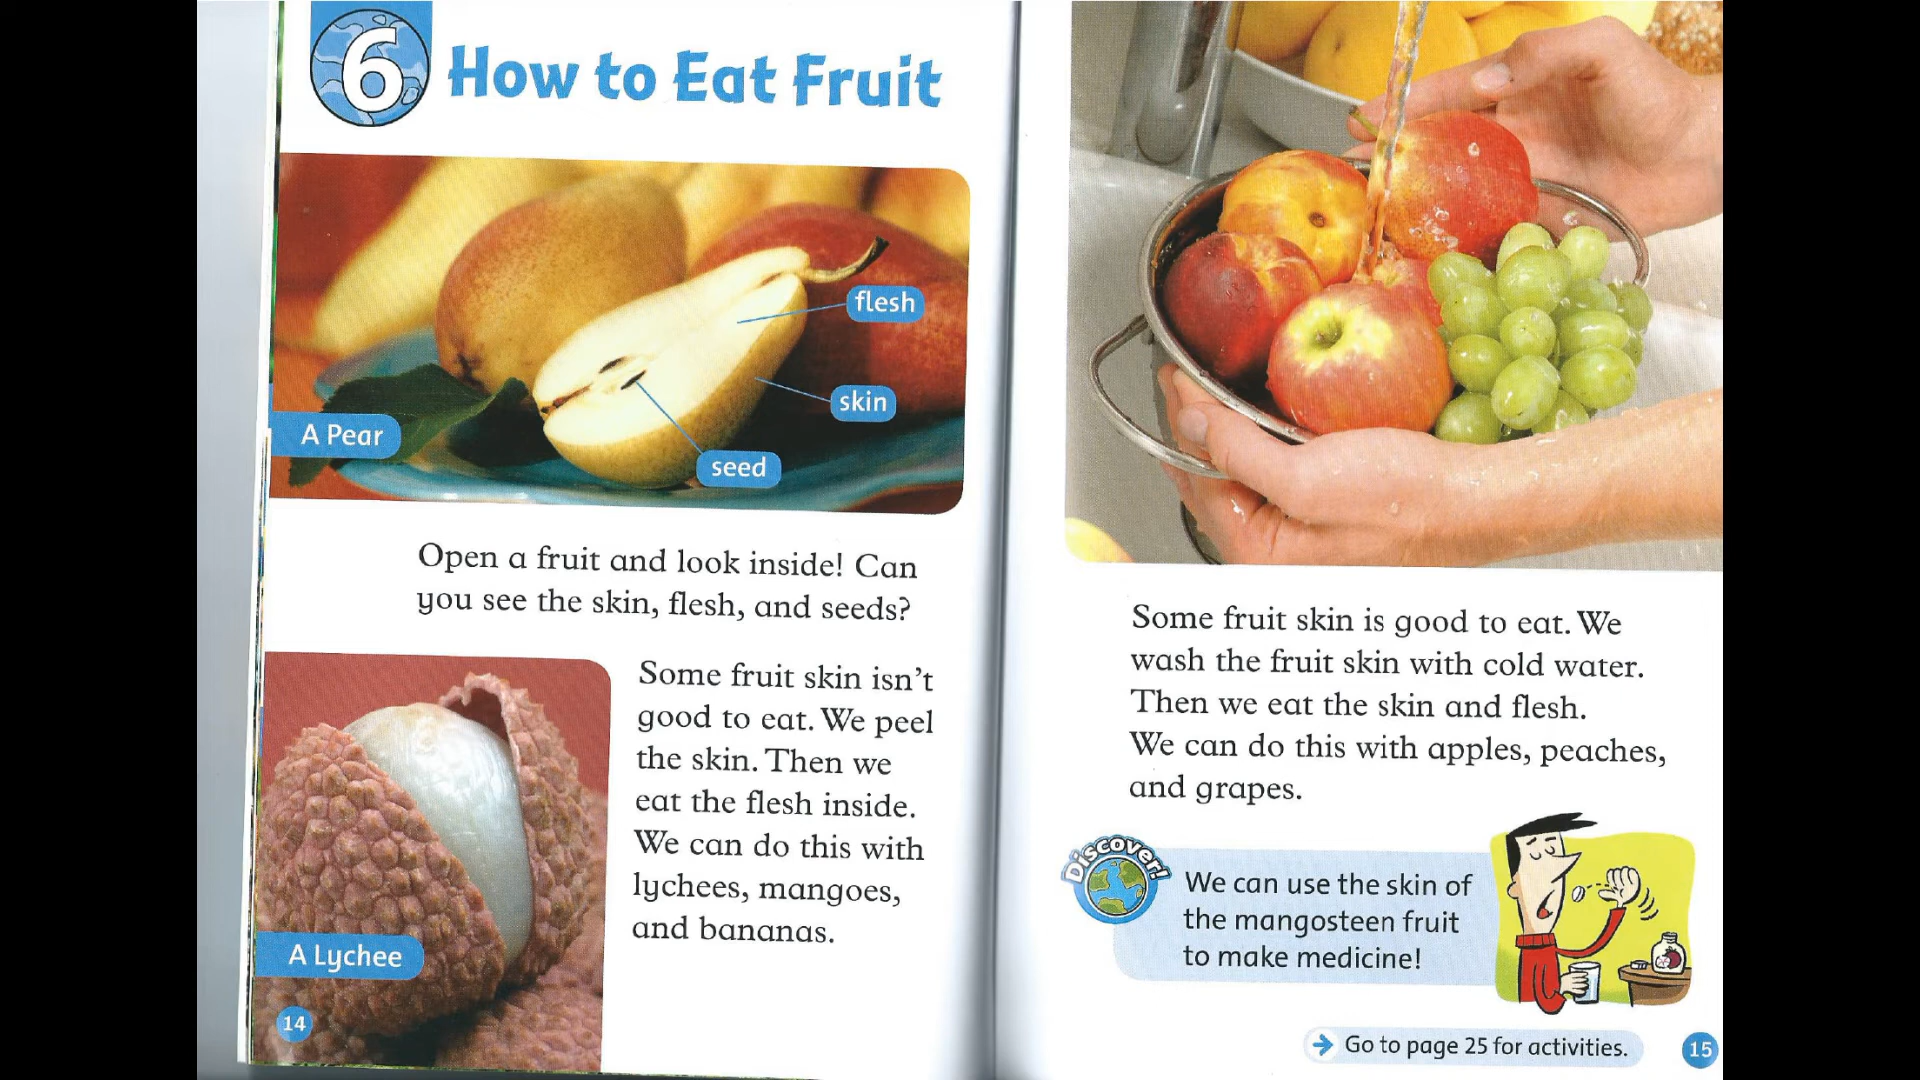 6 How to Eat Fruit
flesh
skin
seed
A Pear
Open a fruit and look inside! Can
you see the skin, flesh, and seeds?
Some fruit skin isn't
good to eat. We peel
the skin. Then we
eat the flesh inside.
We can do this with
lychees, mangoes,
and bananas.
A Lychee
14
Some fruit skin is good to eat. We
wash the fruit skin with cold water.
Then we eat the skin and flesh.
We can do this with apples, peaches,
and grapes.
Discover!
We can use the skin of
the mangosteen fruit
to make medicine!
Go to page 25 for activities.
15